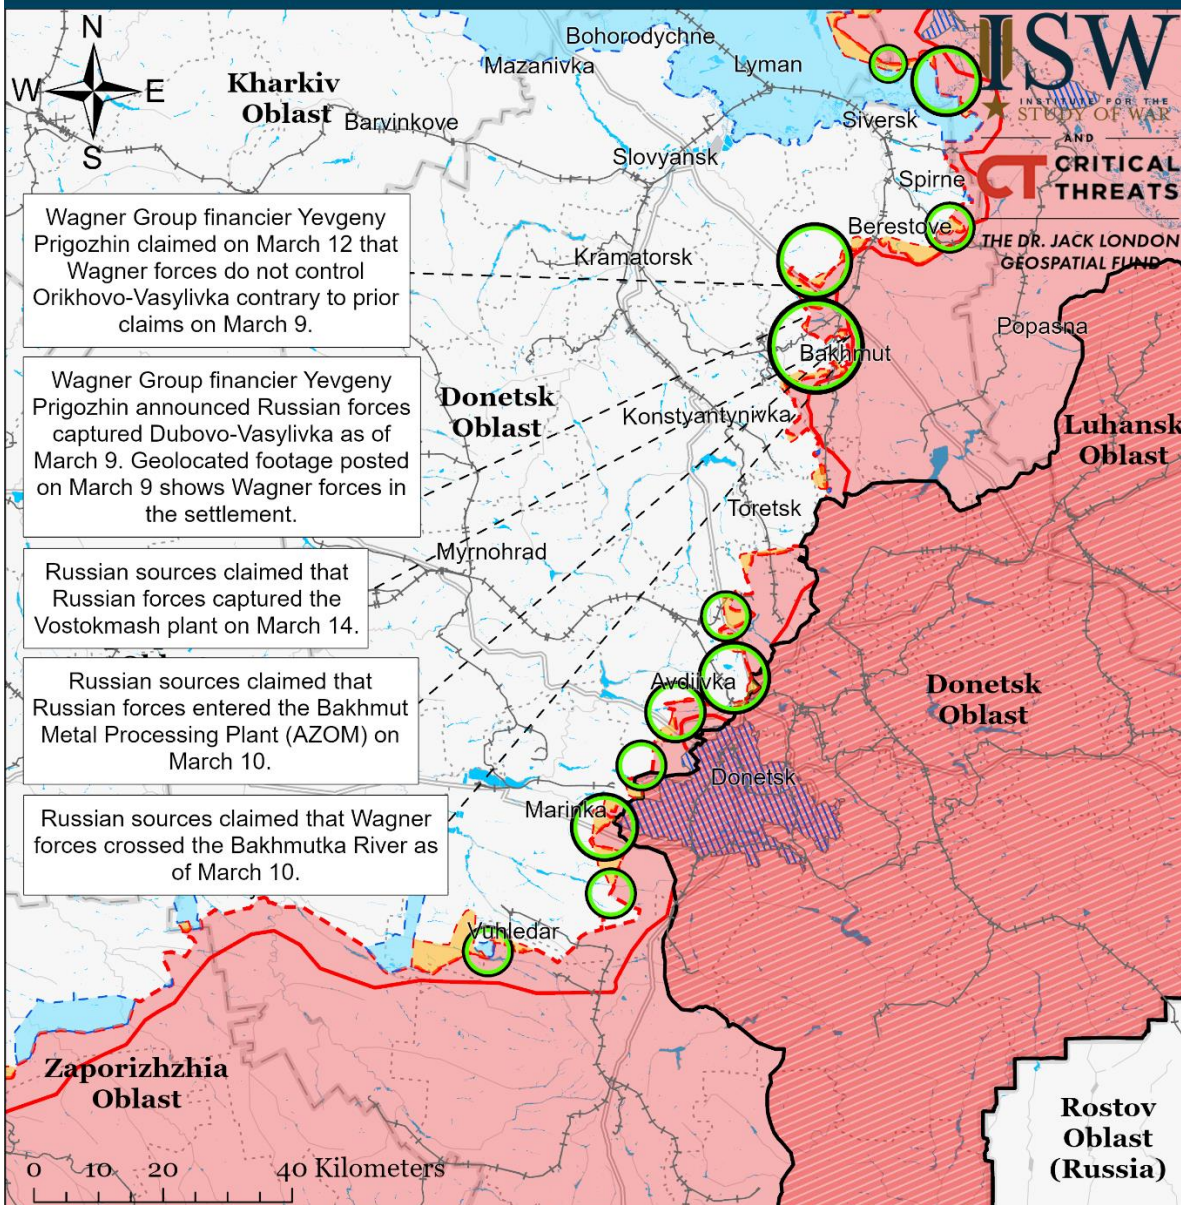 N
W
E
S
Kharkiv
Oblast
Barvinkove
Bohorodychne
Mazanivka
Lyman
Siversk
Slovyansk
Spirne
Berestove
Kramatorsk
Popasna
Bakhmut
Donetsk
Oblast
Konstyantynivka
Luhansk
Oblast
Toretsk
Myrnohrad
Avdiivka
Donetsk
Oblast
Donetsk
Marinka
Vuhledar
Zaporizhzhia
Oblast
Rostov
Oblast
(Russia)
ISW
INSTITUTE FOR THE
STUDY OF WAR
AND
CT CRITICAL
THREATS
THE DR. JACK LONDON
GEOSPATIAL FUND
Wagner Group financier Yevgeny
Prigozhin claimed on March 12 that
Wagner forces do not control
Orikhovo-Vasylivka contrary to prior
claims on March 9.
Wagner Group financier Yevgeny
Prigozhin announced Russian forces
captured Dubovo-Vasylivka as of
March 9. Geolocated footage posted
on March 9 shows Wagner forces in
the settlement.
Russian sources claimed that
Russian forces captured the
Vostokmash plant on March 14.
Russian sources claimed that
Russian forces entered the Bakhmut
Metal Processing Plant (AZOM) on
March 10.
Russian sources claimed that Wagner
forces crossed the Bakhmutka River as
of March 10.
0 10 20 40 Kilometers